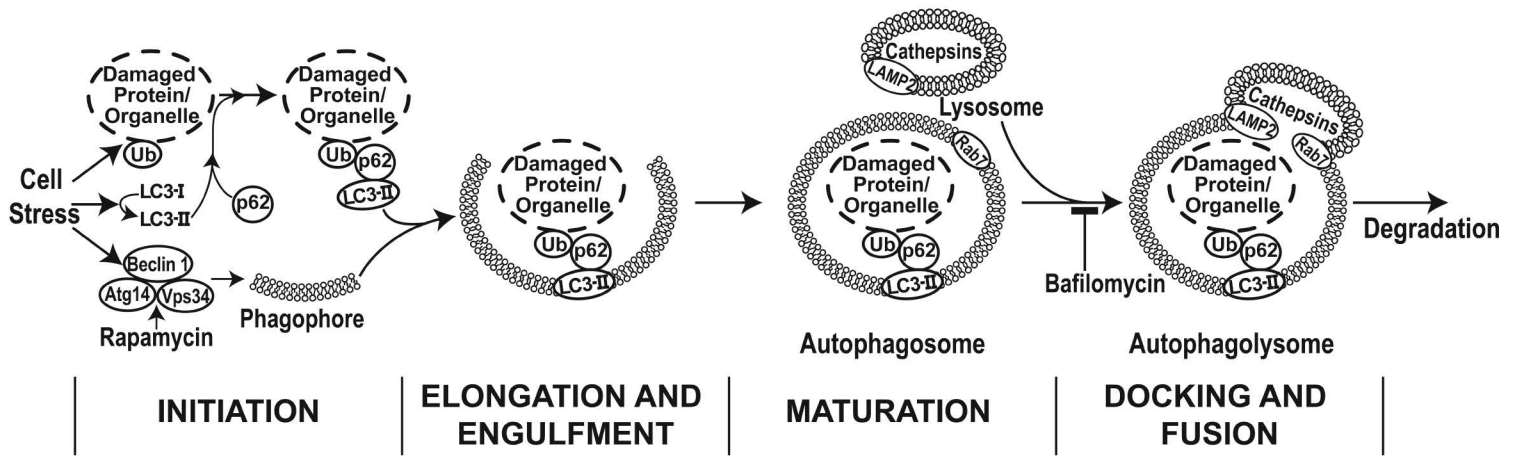 Cell
Stress
Damaged
Protein/
Organelle
Ub
LC3-I
LC3-II
p62
Beclin 1
Atg14
Vps34
Rapamycin
Damaged
Protein/
Organelle
Ub
p62
LC3-II
Phagophore
Damaged
Protein/
Organelle
Ub
p62
LC3-II
Cathepsins
LAMP2
Lysosome
Rab7
Damaged
Protein/
Organelle
Ub
p62
LC3-II
Autophagosome
Bafilomycin
Cathepsins
LAMP2
Rab7
Damaged
Protein/
Organelle
Ub
p62
LC3-II
Autophagolysome
Degradation
INITIATION
ELONGATION AND
ENGULFMENT
MATURATION
DOCKING AND
FUSION